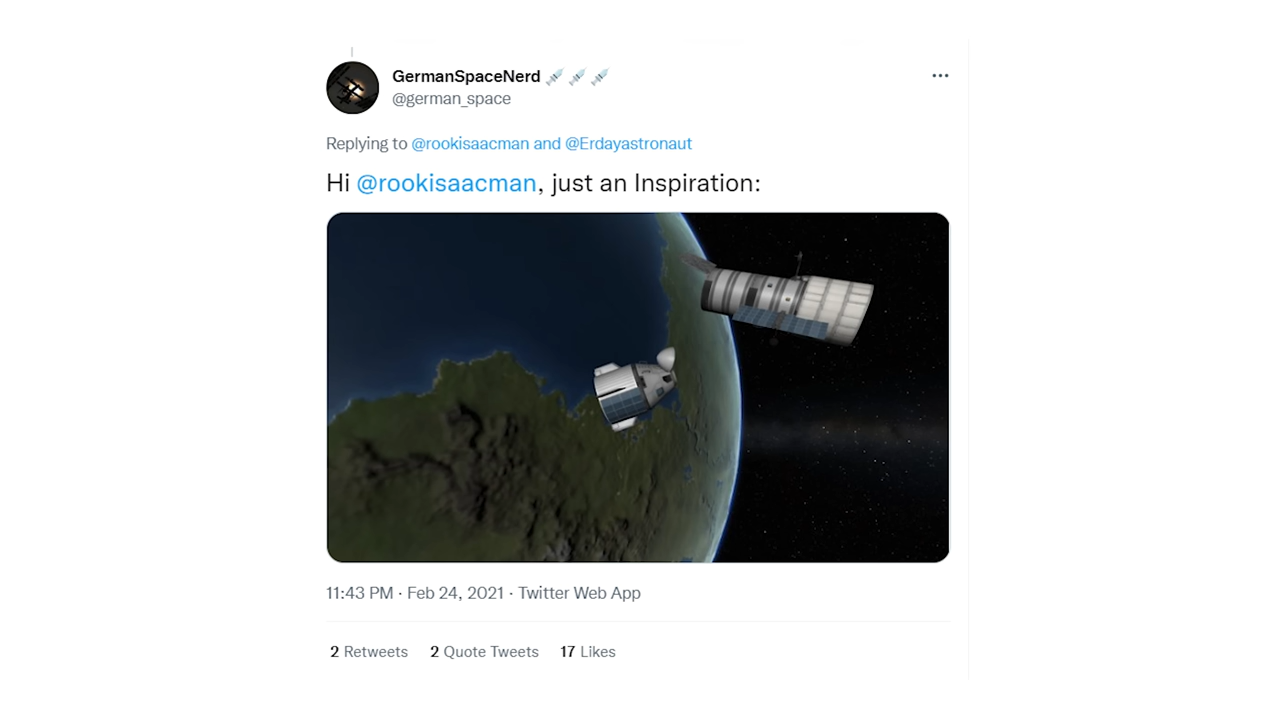 GermanSpaceNerd 🚀🚀🚀
@german_space
Replying to @rookisaacman and @Erdayastronaut
Hi @rookisaacman, just an Inspiration:
11:43 PM · Feb 24, 2021 · Twitter Web App
2 Retweets 2 Quote Tweets 17 Likes